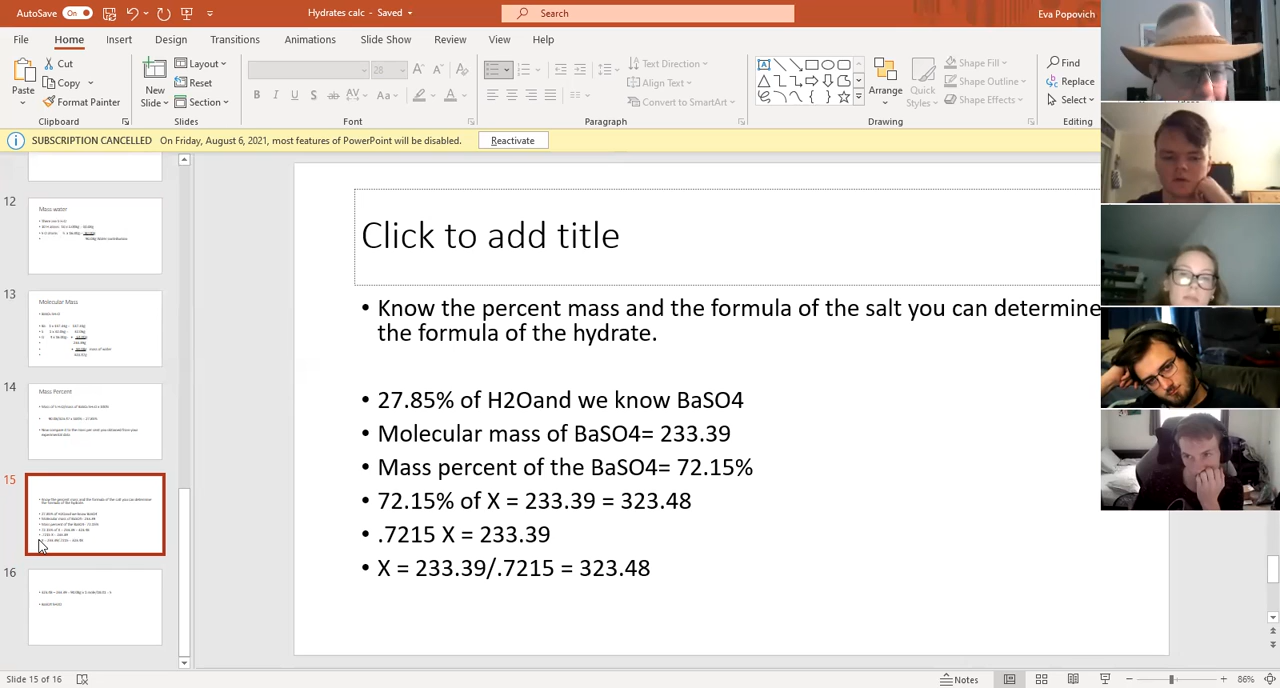 AutoSave On Hydrates calc - Saved Search Eva Popovich
File Home Insert Design Transitions Animations Slide Show Review View Help
Paste Cut Copy Format Painter New Slide Layout Reset Section 28 Text Direction Align Text Convert to SmartArt Arrange Quick Styles Shape Fill Shape Outline Shape Effects Find Replace Select
Clipboard Slides Font Paragraph Drawing Editing
SUBSCRIPTION CANCELLED On Friday, August 6, 2021, most features of PowerPoint will be disabled. Reactivate
12
Mass water
13
Molecular Mass
14
Mass Percent
15
16
Click to add title
• Know the percent mass and the formula of the salt you can determine
the formula of the hydrate.
• 27.85% of H2Oand we know BaSO4
• Molecular mass of BaSO4= 233.39
• Mass percent of the BaSO4= 72.15%
• 72.15% of X = 233.39 = 323.48
• .7215 X = 233.39
• X = 233.39/.7215 = 323.48
Slide 15 of 16 Notes 86%